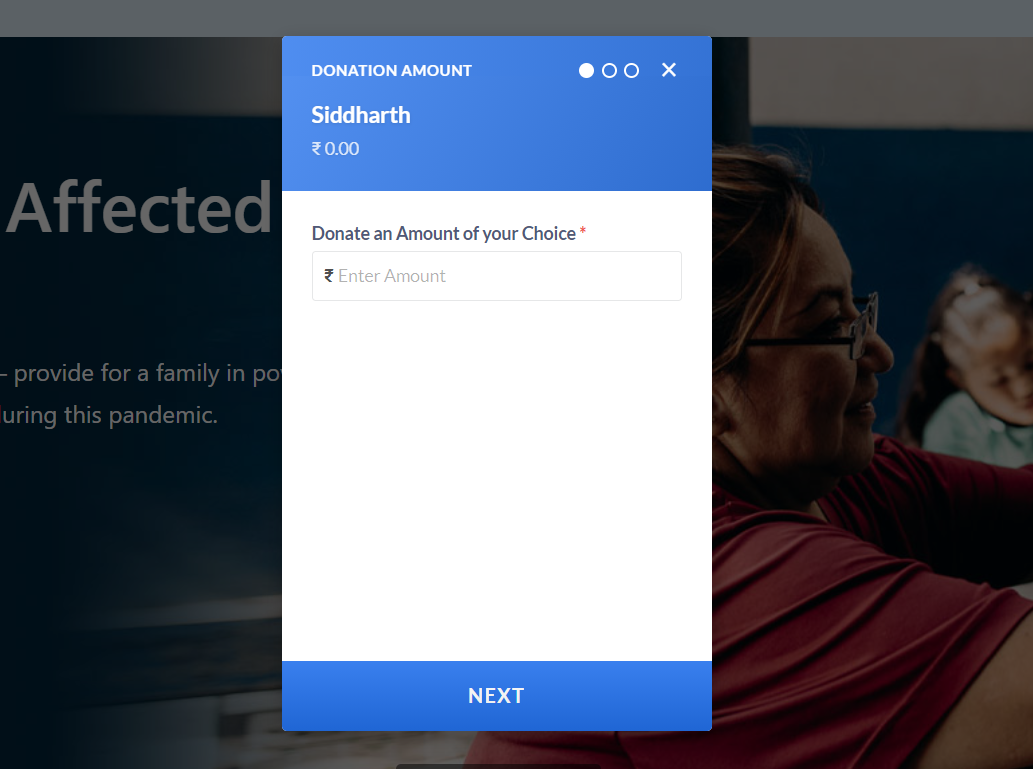 DONATION AMOUNT
Siddharth
₹ 0.00
Affected
Donate an Amount of your Choice *
₹ Enter Amount
– provide for a family in
during this pandemic.
NEXT